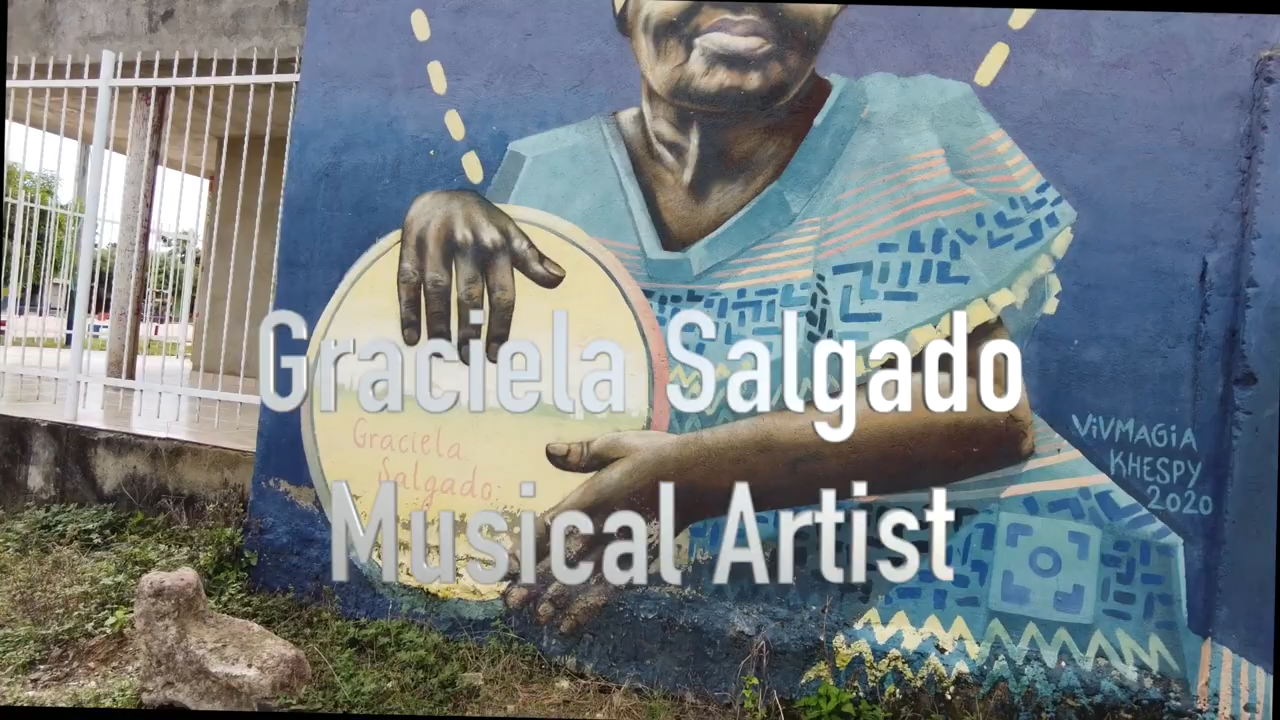 Graciela Salgado
Musical Artist
Graciela
Salgado
ViVMAGiA
KHESPY
2020